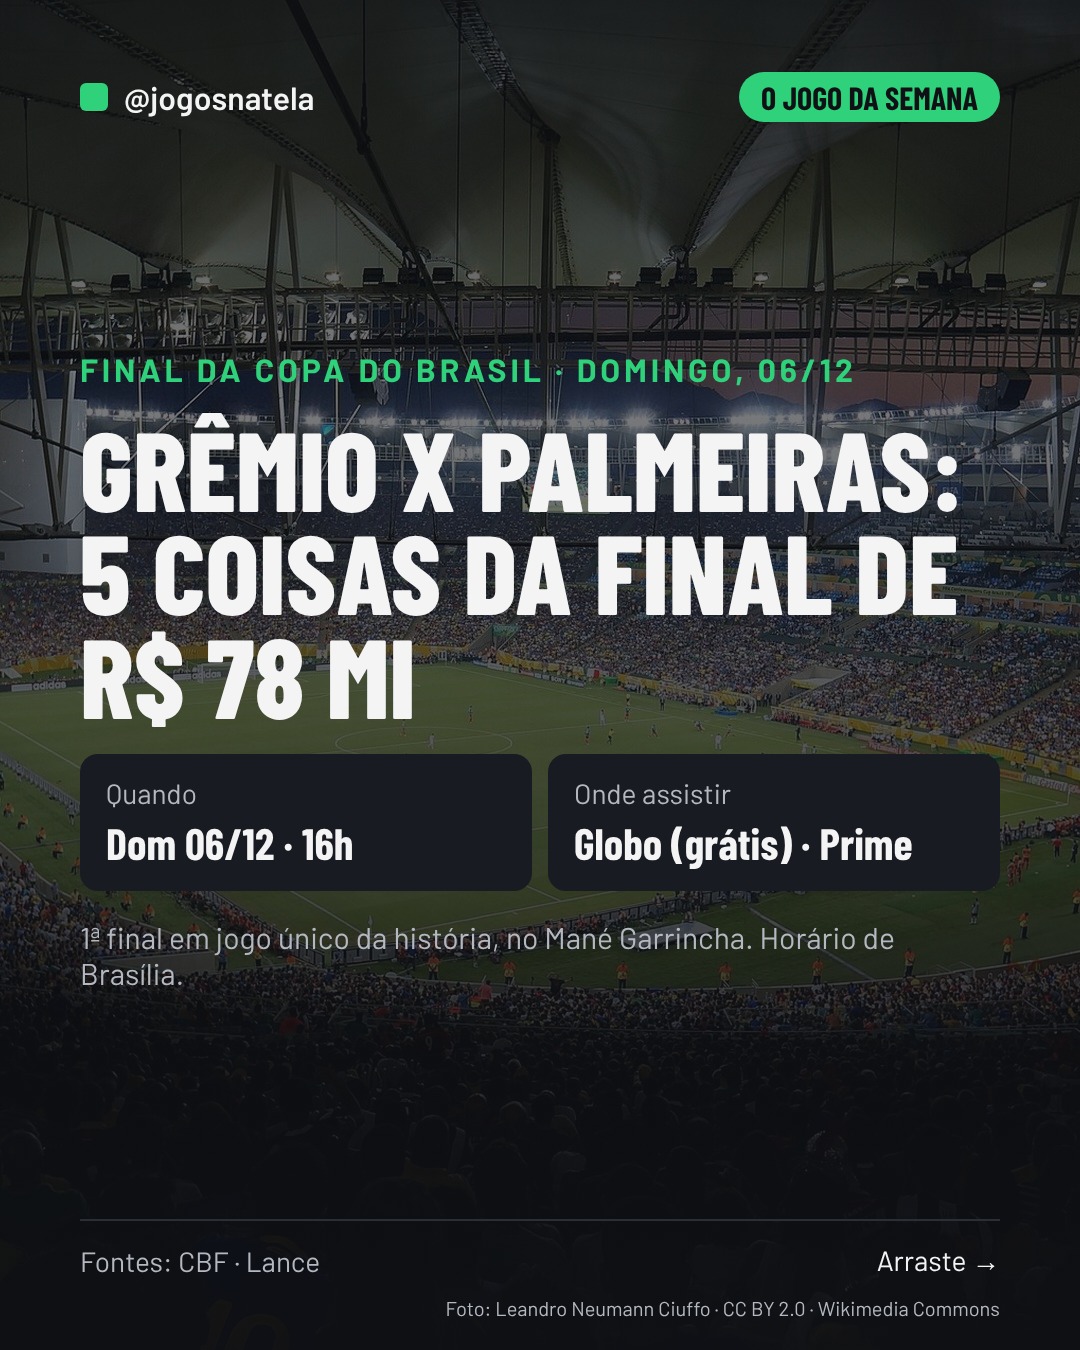 @jogosnatela
O JOGO DA SEMANA
FINAL DA COPA DO BRASIL · DOMINGO, 06/12
GRÊMIO X PALMEIRAS:
5 COISAS DA FINAL DE
R$ 78 MI
Quando
Dom 06/12 · 16h
Onde assistir
Globo (grátis) · Prime
1ª final em jogo único da história, no Mané Garrincha. Horário de
Brasília.
Fontes: CBF · Lance
Arraste →
Foto: Leandro Neumann Ciuffo · CC BY 2.0 · Wikimedia Commons
adidas